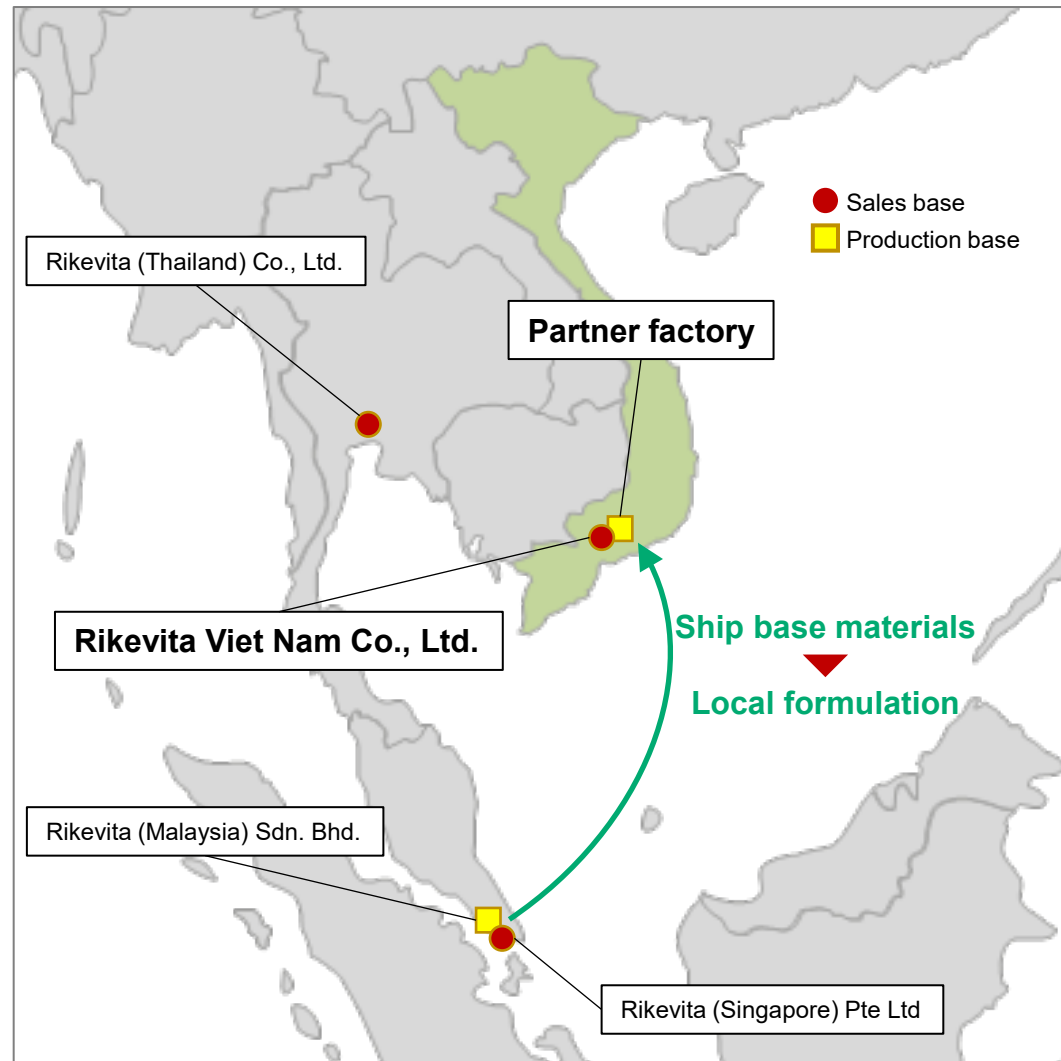 Sales base
Production base
Rikevita (Thailand) Co., Ltd.
Partner factory
Rikevita Viet Nam Co., Ltd.
Ship base materials
Local formulation
Rikevita (Malaysia) Sdn. Bhd.
Rikevita (Singapore) Pte Ltd